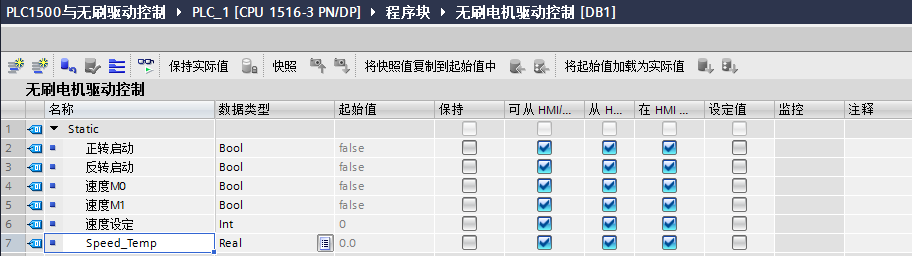 PLC1500与无刷驱动控制 ▸ PLC_1 [CPU 1516-3 PN/DP] ▸ 程序块 ▸ 无刷电机驱动控制 [DB1]
保持实际值 快照 将快照值复制到起始值中 将起始值加载为实际值
无刷电机驱动控制
名称 数据类型 起始值 保持 可从 HMI/... 从 H... 在 HMI ... 设定值 监控 注释
1 Static
2 正转启动 Bool false
3 反转启动 Bool false
4 速度M0 Bool false
5 速度M1 Bool false
6 速度设定 Int 0
7 Speed_Temp Real 0.0